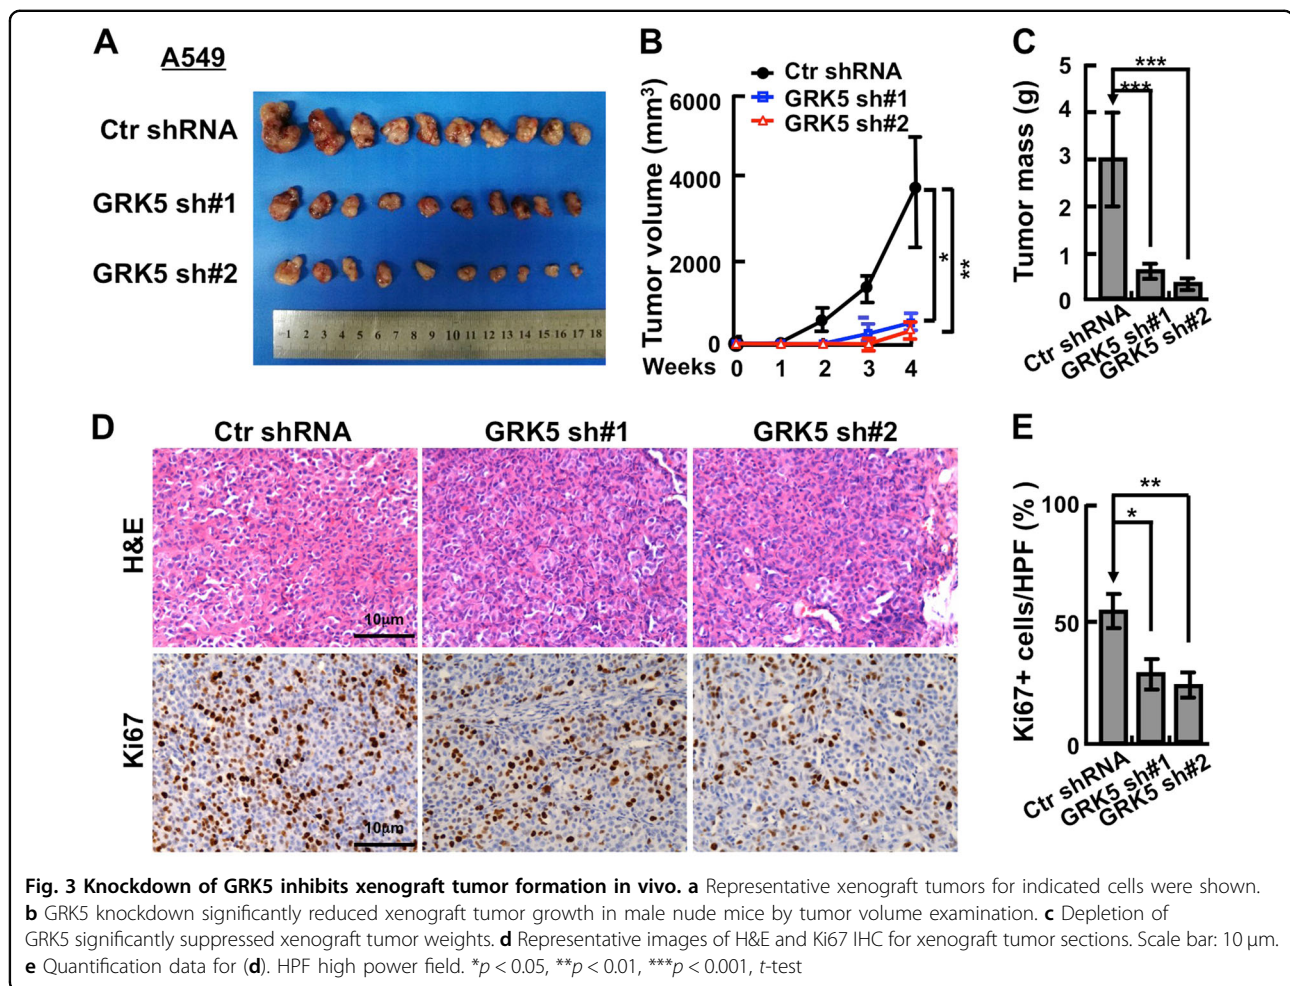 A
A549
Ctr shRNA
GRK5 sh#1
GRK5 sh#2
1 2 3 4 5 6 7 8 9 10 11 12 13 14 15 16 17 18
B
Ctr shRNA
GRK5 sh#1
GRK5 sh#2
Tumor volume (mm³)
6000
4000
2000
0
*
**
Weeks 0 1 2 3 4
C
Tumor mass (g)
5
4
3
2
1
0
***
***
Ctr shRNA
GRK5 sh#1
GRK5 sh#2
D
Ctr shRNA GRK5 sh#1 GRK5 sh#2
H&E
10µm
Ki67
10µm
E
Ki67+ cells/HPF (%)
100
50
0
**
*
Ctr shRNA
GRK5 sh#1
GRK5 sh#2
Fig. 3 Knockdown of GRK5 inhibits xenograft tumor formation in vivo. a Representative xenograft tumors for indicated cells were shown.
b GRK5 knockdown significantly reduced xenograft tumor growth in male nude mice by tumor volume examination. c Depletion of
GRK5 significantly suppressed xenograft tumor weights. d Representative images of H&E and Ki67 IHC for xenograft tumor sections. Scale bar: 10 µm.
e Quantification data for (d). HPF high power field. *p < 0.05, **p < 0.01, ***p < 0.001, t-test